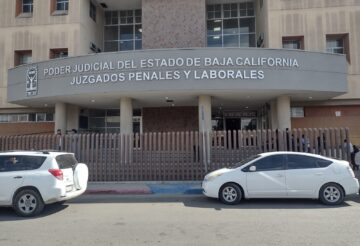 PODER JUDICIAL DEL ESTADO DE BAJA CALIFORNIA
JUZGADOS PENALES Y LABORALES